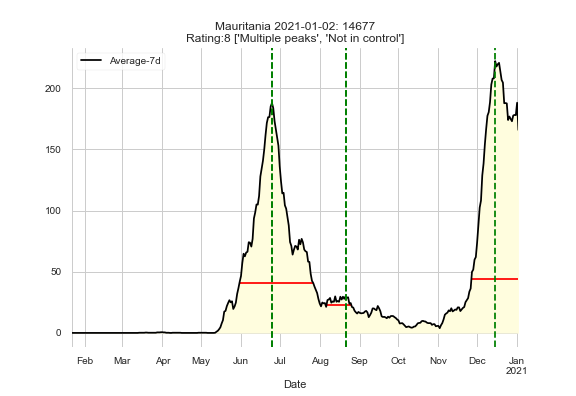 Mauritania 2021-01-02: 14677
Rating:8 ['Multiple peaks', 'Not in control']
Average-7d
200
150
100
50
0
Feb Mar Apr May Jun Jul Aug Sep Oct Nov Dec Jan
2021
Date